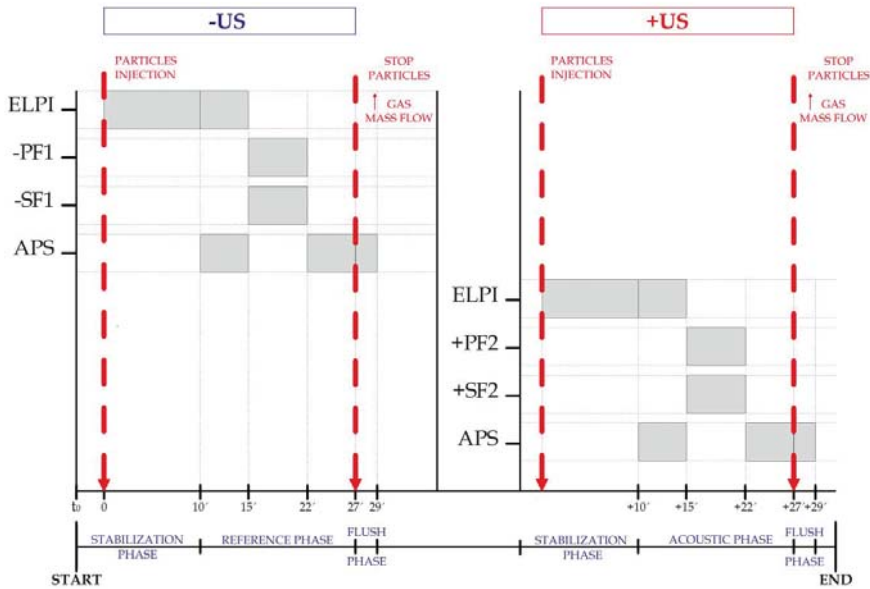 -US
+US
PARTICLES
INJECTION
STOP
PARTICLES
↑ GAS
MASS FLOW
PARTICLES
INJECTION
STOP
PARTICLES
↑ GAS
MASS FLOW
ELPI
-PF1
-SF1
APS
ELPI
+PF2
+SF2
APS
t0 0 10´ 15´ 22´ 27´ 29´ +10´ +15´ +22´ +27´ +29´
STABILIZATION
PHASE
REFERENCE PHASE
FLUSH
PHASE
STABILIZATION
PHASE
ACOUSTIC PHASE
FLUSH
PHASE
START
END